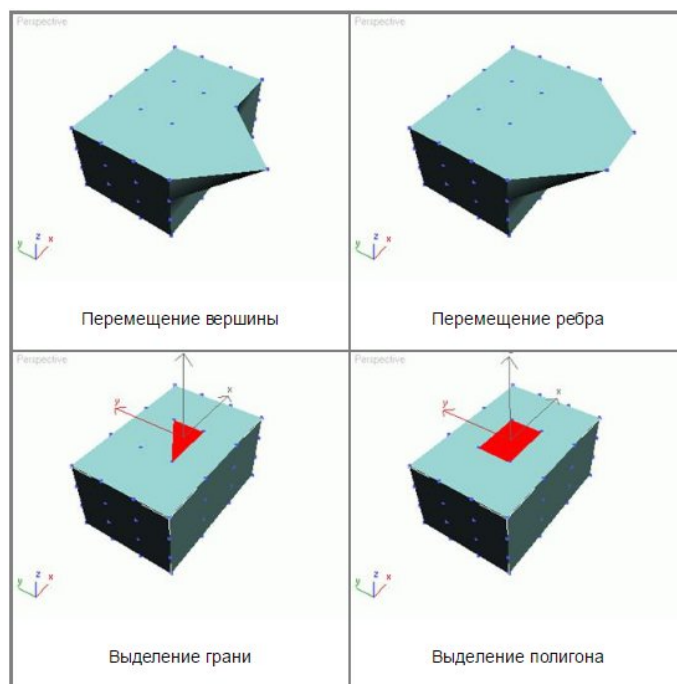 Perspective
Perspective
z
y x
z
y x
Перемещение вершины
Перемещение ребра
Perspective
Perspective
y
x
y
x
z
y x
z
y x
Выделение грани
Выделение полигона